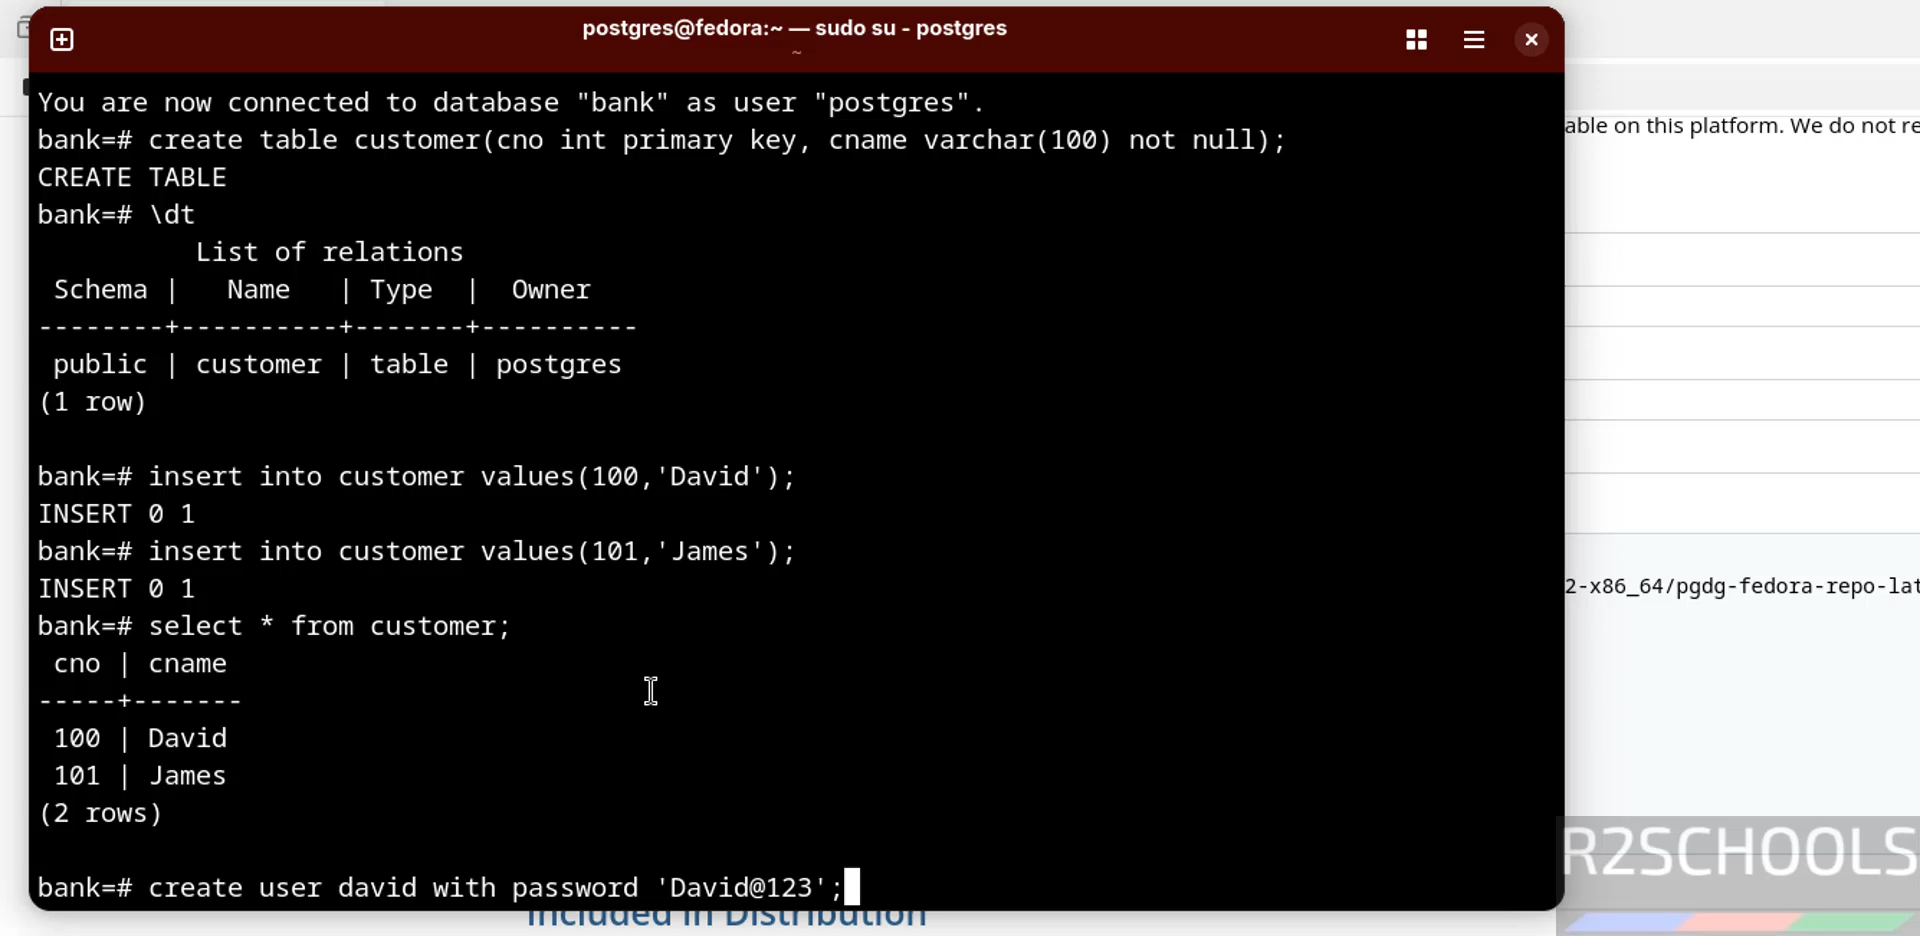 postgres@fedora:~ — sudo su - postgres
~
You are now connected to database "bank" as user "postgres".
bank=# create table customer(cno int primary key, cname varchar(100) not null);
CREATE TABLE
bank=# \dt
          List of relations
 Schema |   Name   | Type  |  Owner
--------+----------+-------+----------
 public | customer | table | postgres
(1 row)

bank=# insert into customer values(100,'David');
INSERT 0 1
bank=# insert into customer values(101,'James');
INSERT 0 1
bank=# select * from customer;
 cno | cname
-----+-------
 100 | David
 101 | James
(2 rows)

bank=# create user david with password 'David@123';
able on this platform. We do not re
2-x86_64/pgdg-fedora-repo-lat
R2SCHOOLS
Included in Distribution